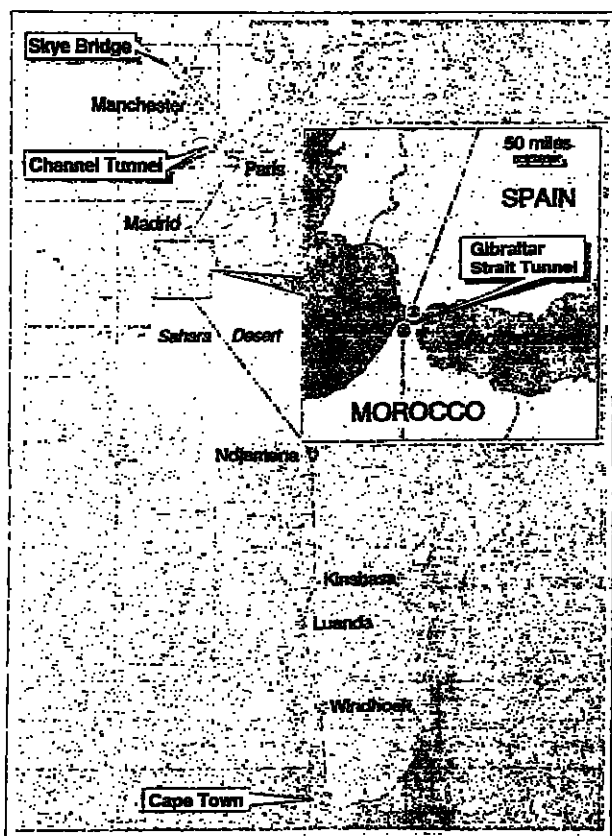 Skye Bridge
Manchester
Channel Tunnel
Paris
Madrid
Sahara Desert
50 miles
SPAIN
Gibraltar
Strait Tunnel
MOROCCO
Ndjamena
Kinshasa
Luanda
Windhoek
Cape Town